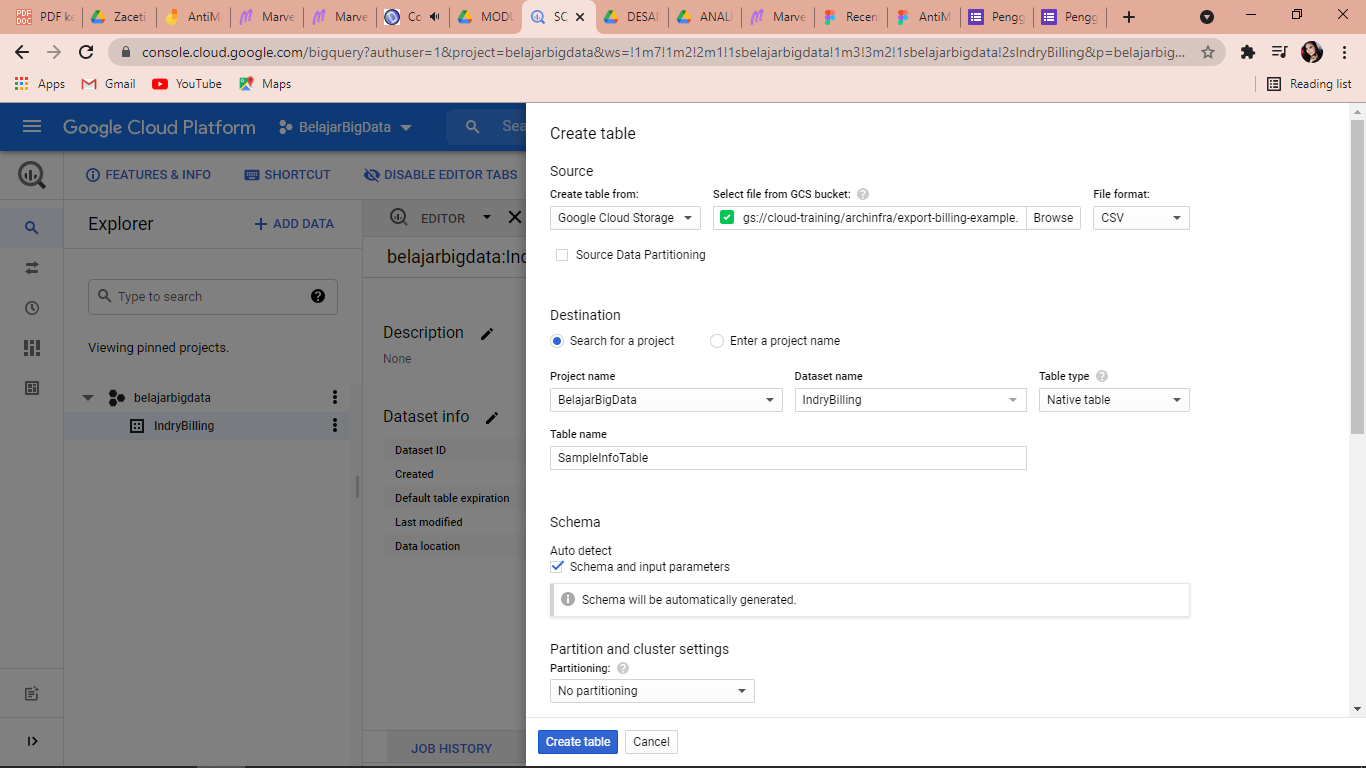 PDF ke
Zaceti
AntiM
Marve
Marve
Co
MODU
SC
DESAI
ANALI
Marve
Recen
AntiM
Pengg
Pengg
console.cloud.google.com/bigquery?authuser=1&project=belajarbigdata&ws=!1m7!1m2!2m1!1sbelajarbigdata!1m3!3m2!1sbelajarbigdata!2sIndryBilling&p=belajarbig...
Apps
Gmail
YouTube
Maps
Reading list
Google Cloud Platform
BelajarBigData
Sea
FEATURES & INFO
SHORTCUT
DISABLE EDITOR TABS
Explorer
+ ADD DATA
Type to search
Viewing pinned projects.
belajarbigdata
IndryBilling
EDITOR
belajarbigdata:Ind
Description
None
Dataset info
Dataset ID
Created
Default table expiration
Last modified
Data location
JOB HISTORY
Create table
Source
Create table from:
Select file from GCS bucket:
File format:
Google Cloud Storage
gs://cloud-training/archinfra/export-billing-example.
Browse
CSV
Source Data Partitioning
Destination
Search for a project
Enter a project name
Project name
Dataset name
Table type
BelajarBigData
IndryBilling
Native table
Table name
SampleInfoTable
Schema
Auto detect
Schema and input parameters
Schema will be automatically generated.
Partition and cluster settings
Partitioning:
No partitioning
Create table
Cancel